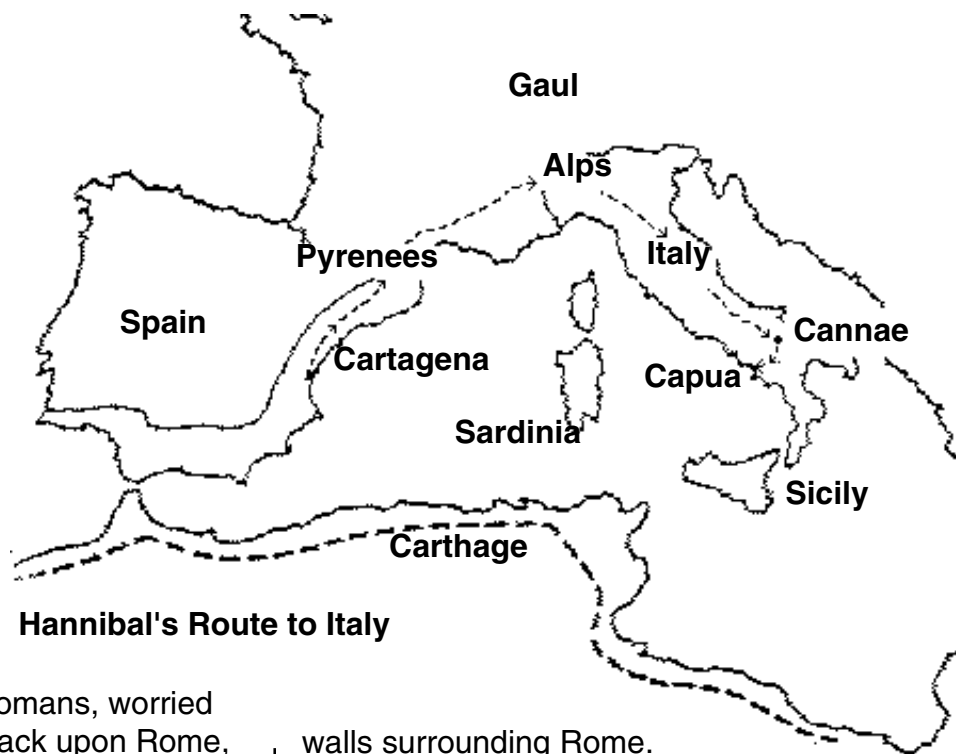 Gaul
Alps
Pyrenees
Italy
Spain
Cannae
Cartagena
Capua
Sardinia
Sicily
Carthage
Hannibal's Route to Italy
omans, worried
ack upon Rome,
walls surrounding Rome.